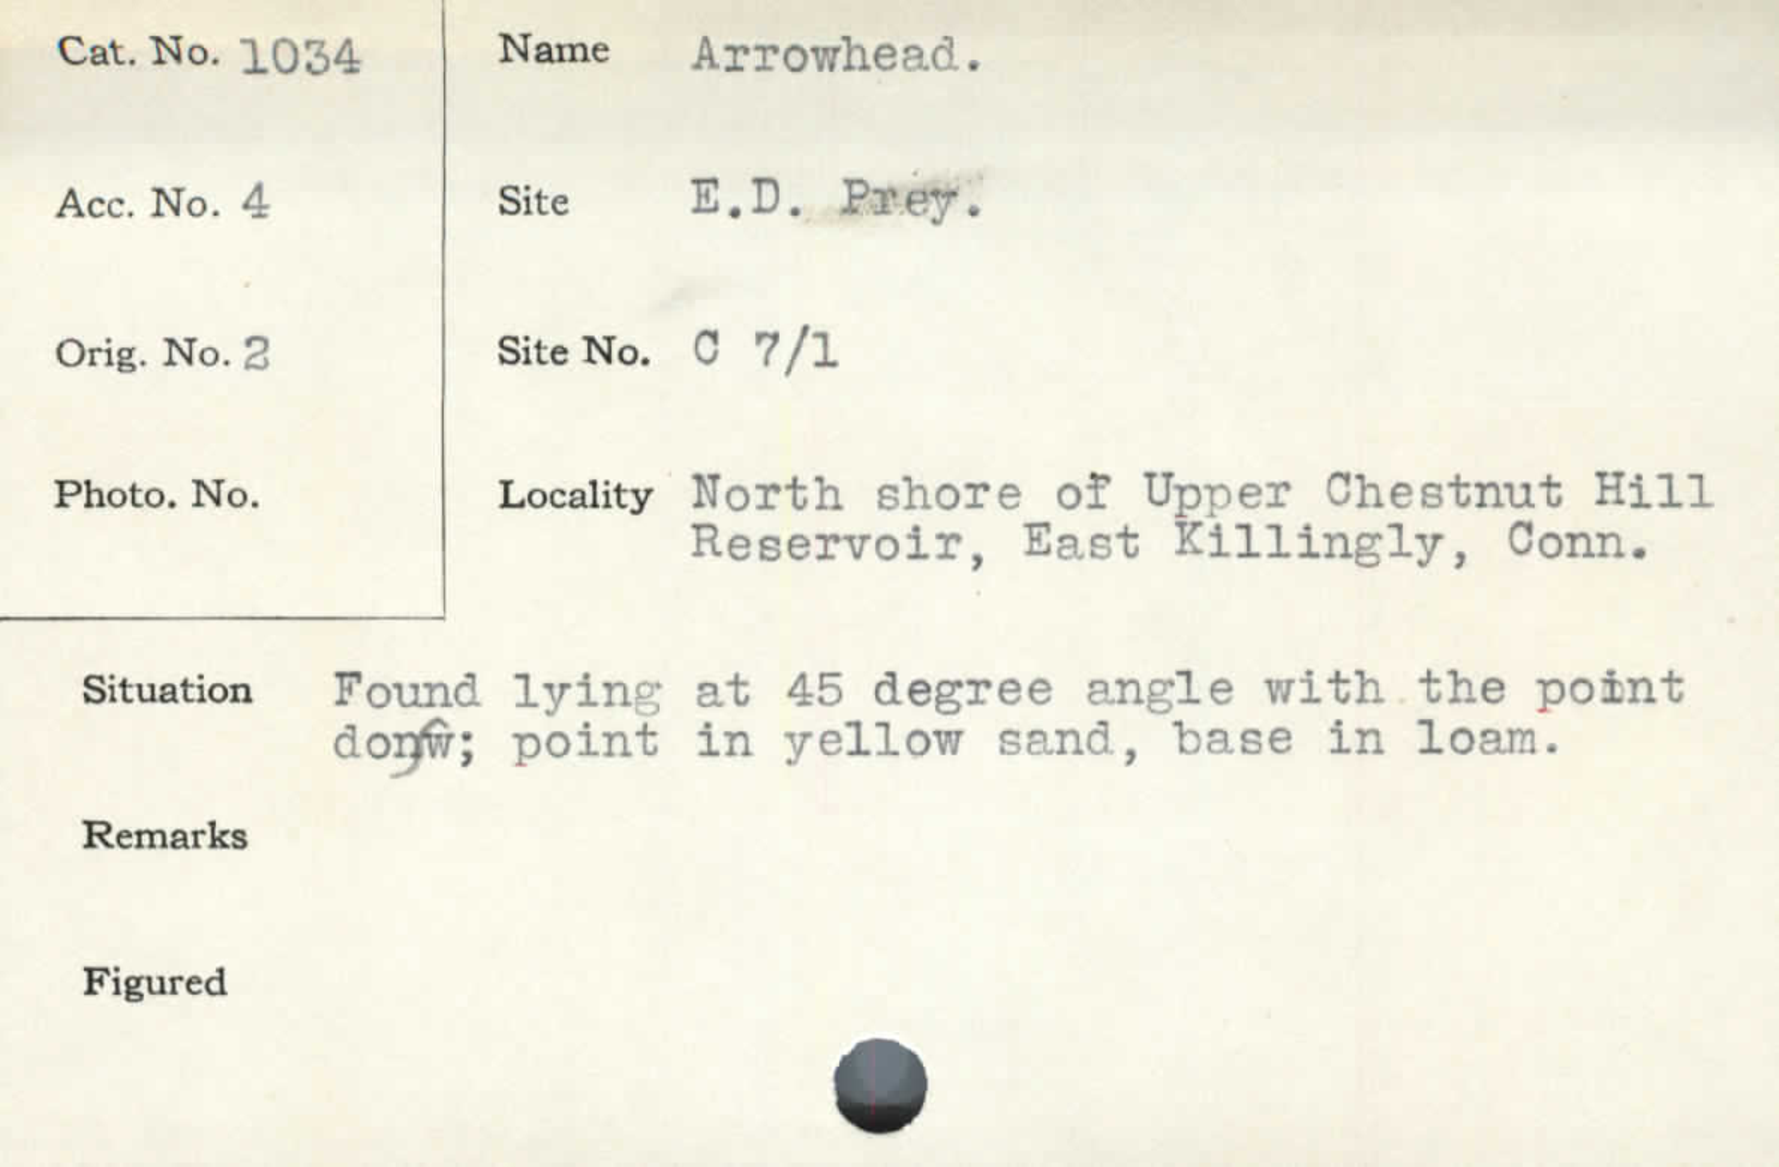 Cat. No. 1034
Name Arrowhead.
Acc. No. 4
Site E.D. Prey.
Orig. No. 2
Site No. C 7/1
Photo. No.
Locality North shore of Upper Chestnut Hill
Reservoir, East Killingly, Conn.
Situation Found lying at 45 degree angle with the point
donw; point in yellow sand, base in loam.
Remarks
Figured